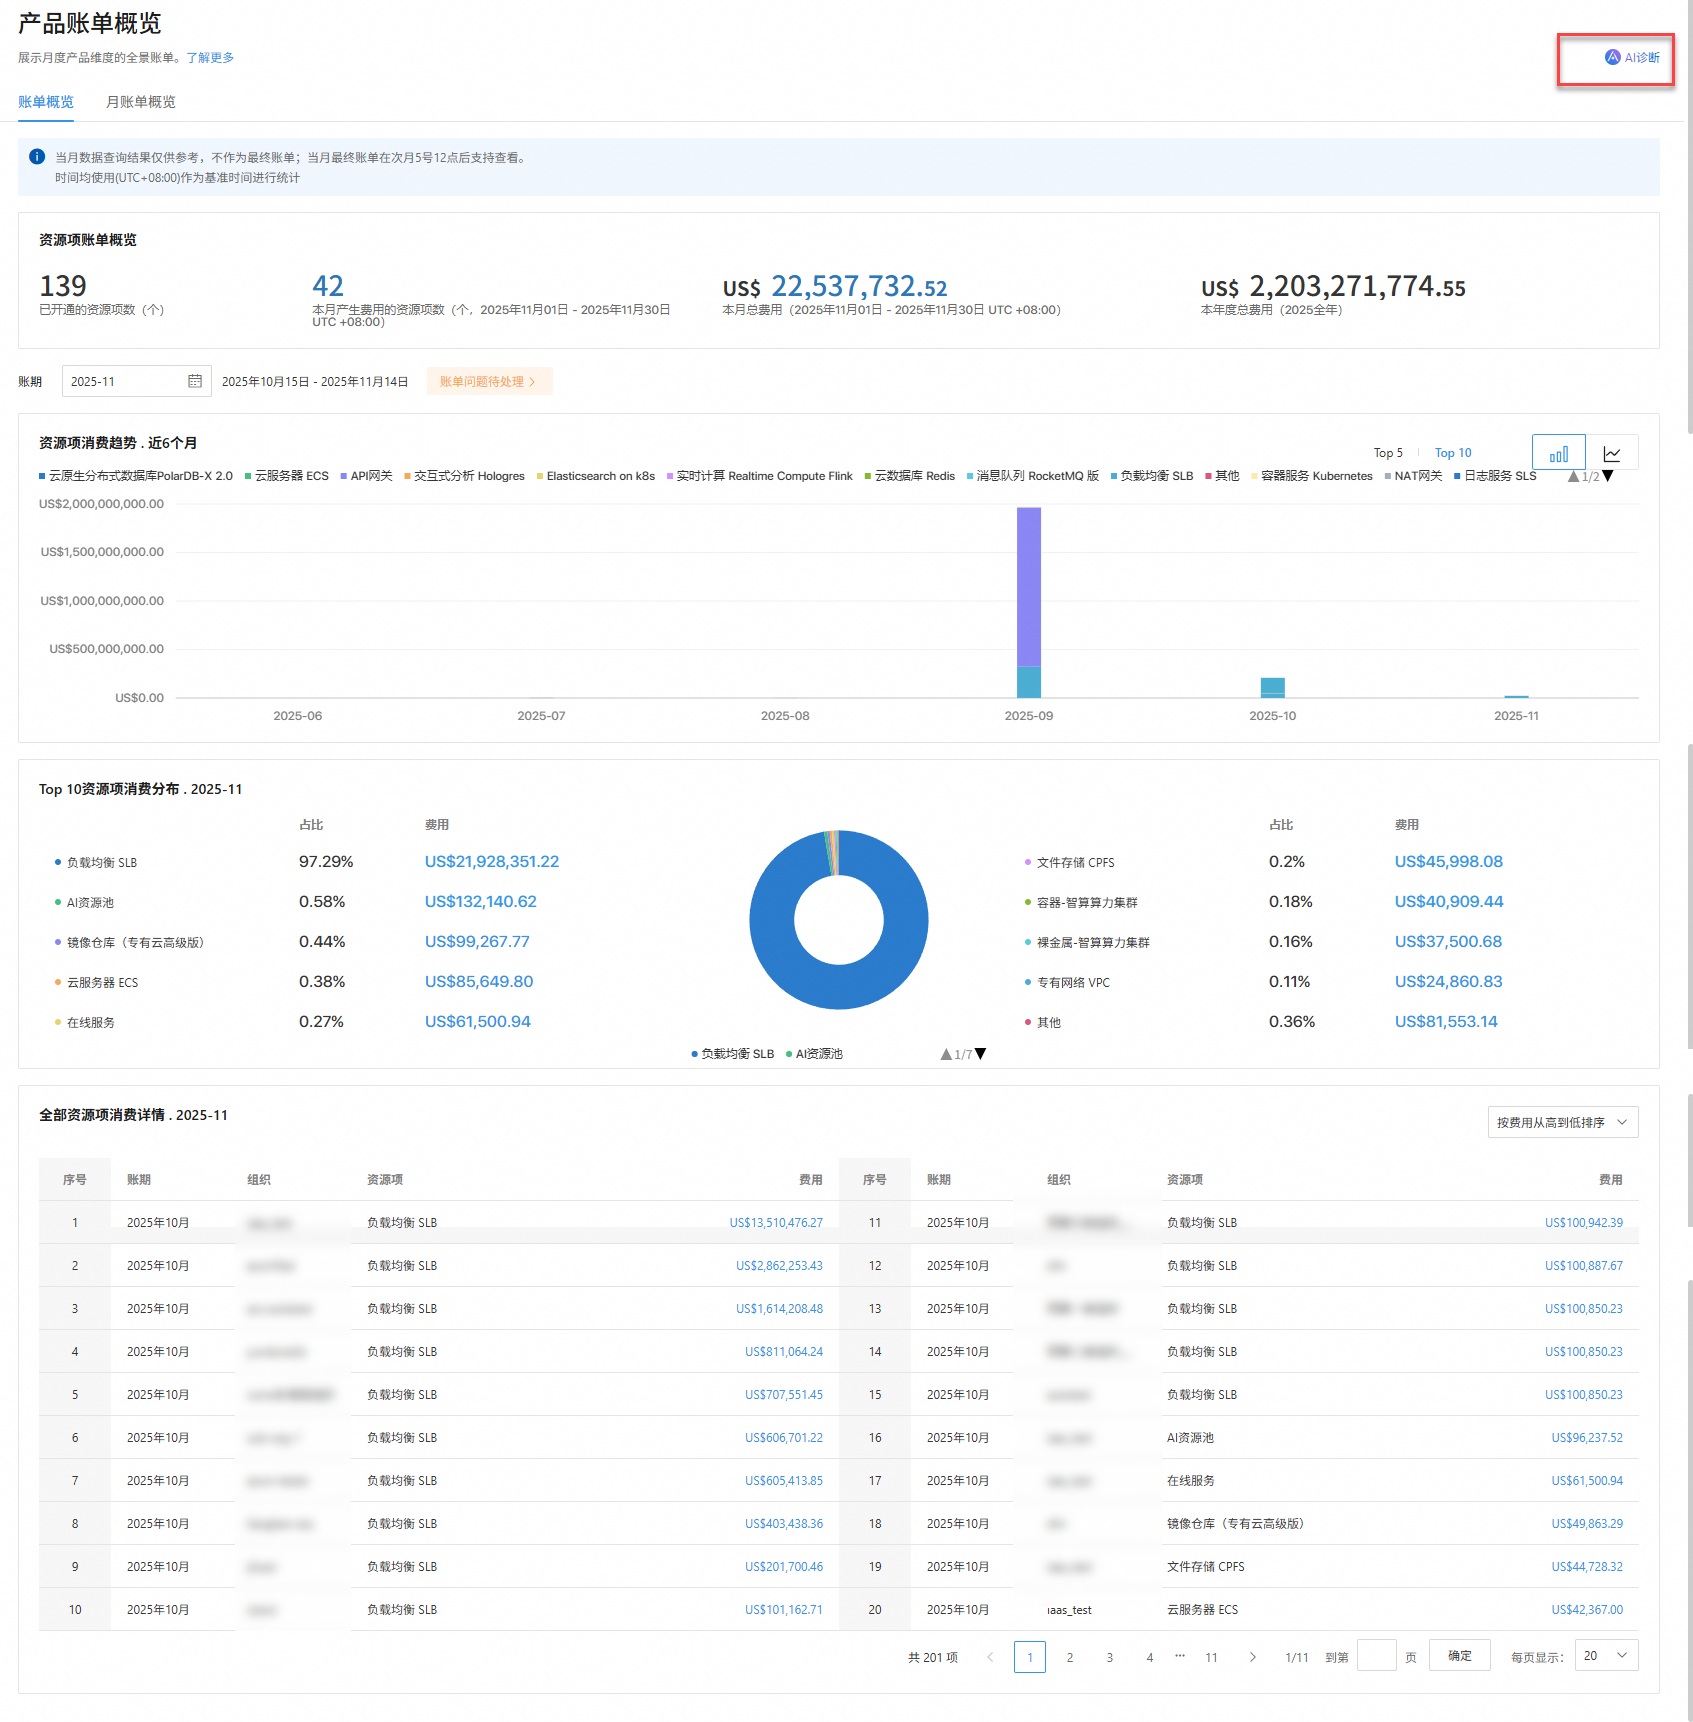 产品账单概览
展示月度产品维度的全景账单。了解更多
AI诊断
账单概览 月账单概览
当月数据查询结果仅供参考，不作为最终账单；当月最终账单在次月5号12点后支持查看。
时间均使用(UTC+08:00)作为基准时间进行统计
资源项账单概览
139
已开通的资源项数（个）
42
本月产生费用的资源项数（个，2025年11月01日 - 2025年11月30日
UTC +08:00）
US$ 22,537,732.52
本月总费用（2025年11月01日 - 2025年11月30日 UTC +08:00）
US$ 2,203,271,774.55
本年度总费用（2025全年）
账期 2025-11 2025年10月15日 - 2025年11月14日 账单问题待处理 >
资源项消费趋势 . 近6个月
Top 5 Top 10
云原生分布式数据库PolarDB-X 2.0 云服务器 ECS API网关 交互式分析 Hologres Elasticsearch on k8s 实时计算 Realtime Compute Flink 云数据库 Redis 消息队列 RocketMQ 版 负载均衡 SLB 其他 容器服务 Kubernetes NAT网关 日志服务 SLS ▲1/2▼
US$2,000,000,000.00
US$1,500,000,000.00
US$1,000,000,000.00
US$500,000,000.00
US$0.00
2025-06 2025-07 2025-08 2025-09 2025-10 2025-11
Top 10资源项消费分布 . 2025-11
占比 费用 占比 费用
负载均衡 SLB 97.29% US$21,928,351.22 文件存储 CPFS 0.2% US$45,998.08
AI资源池 0.58% US$132,140.62 容器-智算算力集群 0.18% US$40,909.44
镜像仓库（专有云高级版） 0.44% US$99,267.77 裸金属-智算算力集群 0.16% US$37,500.68
云服务器 ECS 0.38% US$85,649.80 专有网络 VPC 0.11% US$24,860.83
在线服务 0.27% US$61,500.94 其他 0.36% US$81,553.14
负载均衡 SLB AI资源池 ▲1/7▼
全部资源项消费详情 . 2025-11
按费用从高到低排序
序号 账期 组织 资源项 费用 序号 账期 组织 资源项 费用
1 2025年10月 负载均衡 SLB US$13,510,476.27 11 2025年10月 负载均衡 SLB US$100,942.39
2 2025年10月 负载均衡 SLB US$2,862,253.43 12 2025年10月 负载均衡 SLB US$100,887.67
3 2025年10月 负载均衡 SLB US$1,614,208.48 13 2025年10月 负载均衡 SLB US$100,850.23
4 2025年10月 负载均衡 SLB US$811,064.24 14 2025年10月 负载均衡 SLB US$100,850.23
5 2025年10月 负载均衡 SLB US$707,551.45 15 2025年10月 负载均衡 SLB US$100,850.23
6 2025年10月 负载均衡 SLB US$606,701.22 16 2025年10月 AI资源池 US$96,237.52
7 2025年10月 负载均衡 SLB US$605,413.85 17 2025年10月 在线服务 US$61,500.94
8 2025年10月 负载均衡 SLB US$403,438.36 18 2025年10月 镜像仓库（专有云高级版） US$49,863.29
9 2025年10月 负载均衡 SLB US$201,700.46 19 2025年10月 文件存储 CPFS US$44,728.32
10 2025年10月 负载均衡 SLB US$101,162.71 20 2025年10月 ıaas_test 云服务器 ECS US$42,367.00
共 201 项 < 1 2 3 4 ··· 11 > 1/11 到第 页 确定 每页显示： 20